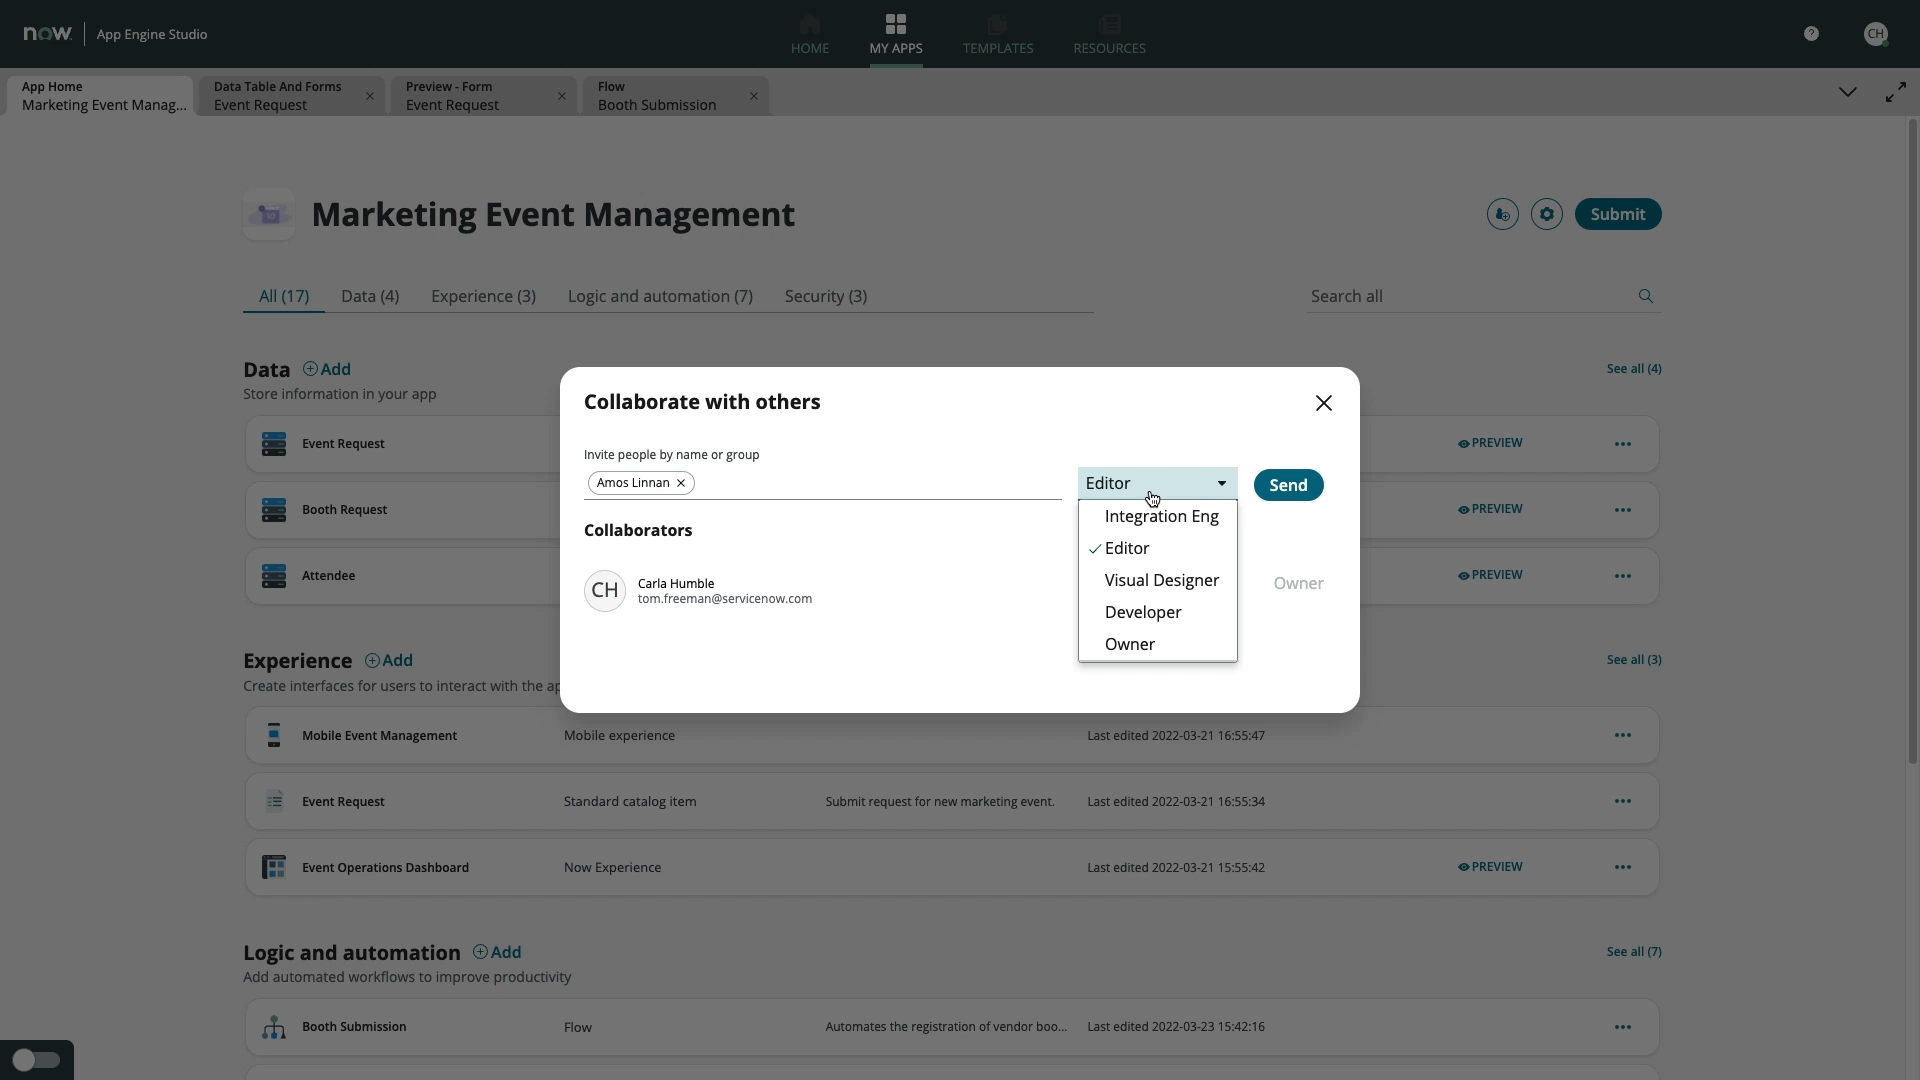 now.
App Engine Studio
HOME
MY APPS
TEMPLATES
RESOURCES
?
CH
App Home
Marketing Event Manag...
Data Table And Forms
Event Request
Preview - Form
Event Request
Flow
Booth Submission
Marketing Event Management
Submit
All (17)
Data (4)
Experience (3)
Logic and automation (7)
Security (3)
Search all
Data
Add
See all (4)
Store information in your app
Event Request
PREVIEW
Booth Request
PREVIEW
Attendee
PREVIEW
Collaborate with others
Invite people by name or group
Amos Linnan
Editor
Send
Integration Eng
Editor
Visual Designer
Developer
Owner
Collaborators
CH
Carla Humble
tom.freeman@servicenow.com
Owner
Experience
Add
See all (3)
Create interfaces for users to interact with the ap
Mobile Event Management
Mobile experience
Last edited 2022-03-21 16:55:47
Event Request
Standard catalog item
Submit request for new marketing event.
Last edited 2022-03-21 16:55:34
Event Operations Dashboard
Now Experience
Last edited 2022-03-21 15:55:42
PREVIEW
Logic and automation
Add
See all (7)
Add automated workflows to improve productivity
Booth Submission
Flow
Automates the registration of vendor boo...
Last edited 2022-03-23 15:42:16